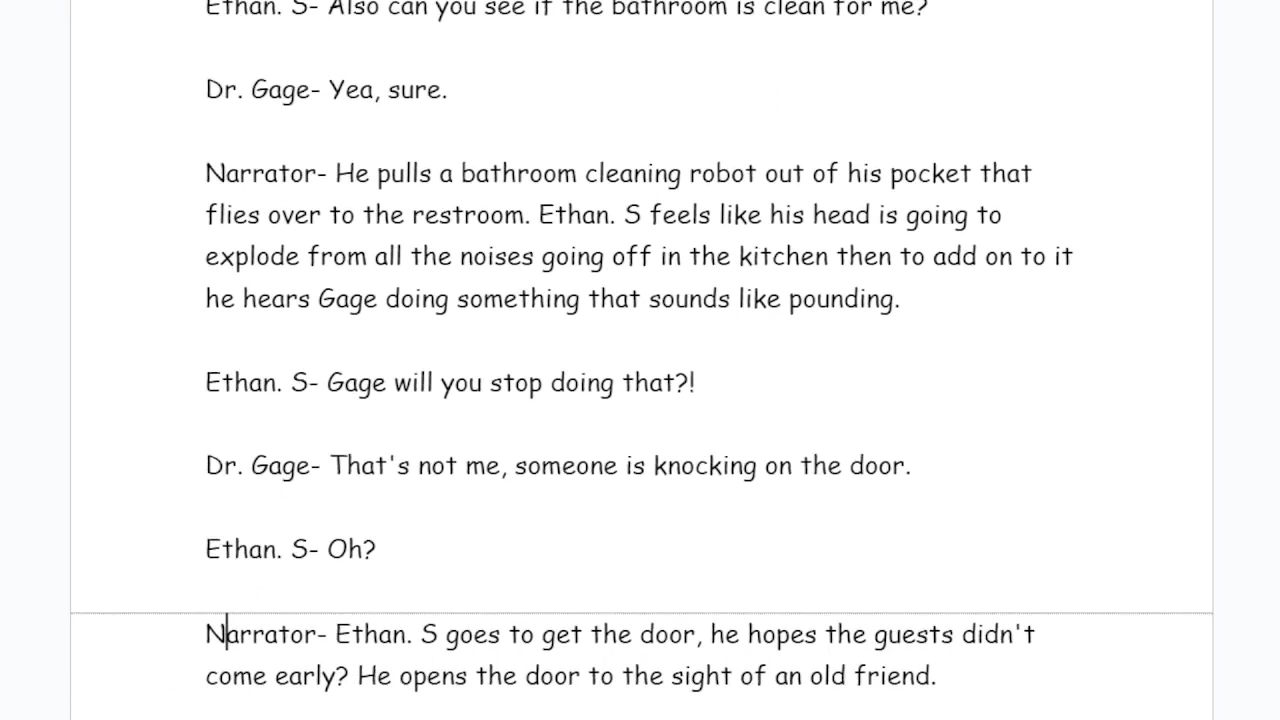 Ethan. S- Also can you see if the bathroom is clean for me?
Dr. Gage- Yea, sure.
Narrator- He pulls a bathroom cleaning robot out of his pocket that
flies over to the restroom. Ethan. S feels like his head is going to
explode from all the noises going off in the kitchen then to add on to it
he hears Gage doing something that sounds like pounding.
Ethan. S- Gage will you stop doing that?!
Dr. Gage- That's not me, someone is knocking on the door.
Ethan. S- Oh?
Narrator- Ethan. S goes to get the door, he hopes the guests didn't
come early? He opens the door to the sight of an old friend.